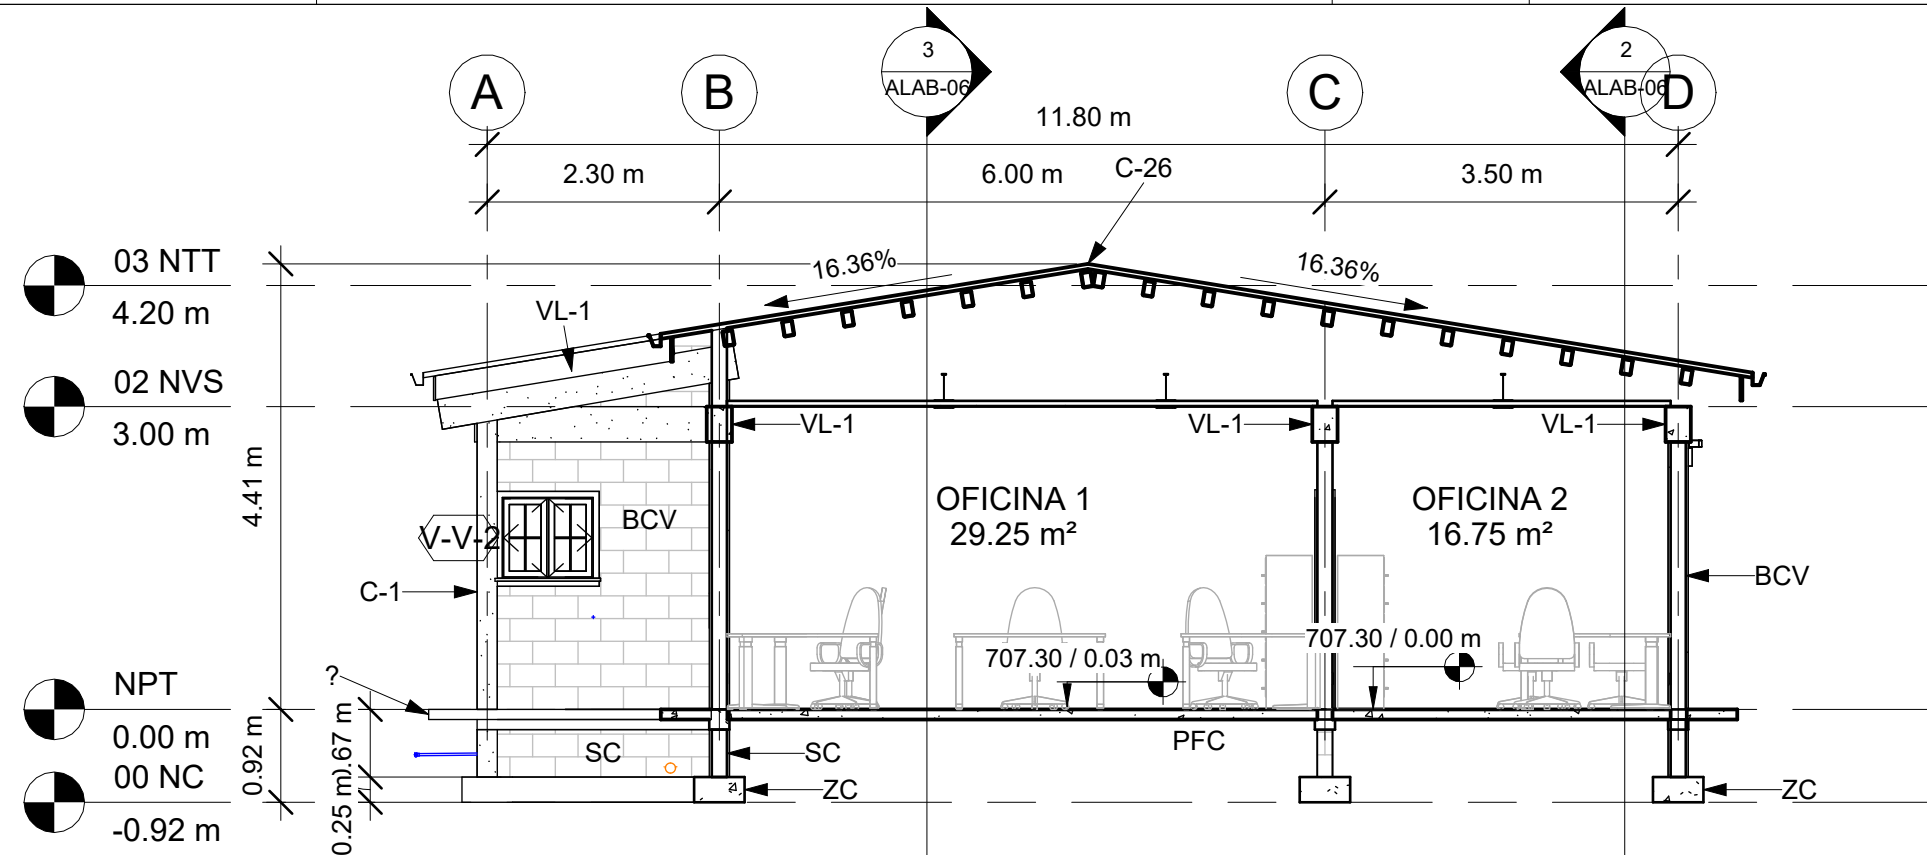 3
2
ALAB-06
ALAB-06
A
B
C
D
11.80 m
2.30 m
6.00 m
C-26
3.50 m
03 NTT
4.20 m
16.36%
16.36%
VL-1
02 NVS
3.00 m
VL-1
VL-1
VL-1
4.41 m
OFICINA 1
29.25 m²
OFICINA 2
16.75 m²
V-V-2
BCV
C-1
BCV
707.30 / 0.03 m
707.30 / 0.00 m
?
NPT
0.00 m
0.92 m
.67 m
0.25 m
SC
SC
PFC
00 NC
-0.92 m
ZC
ZC